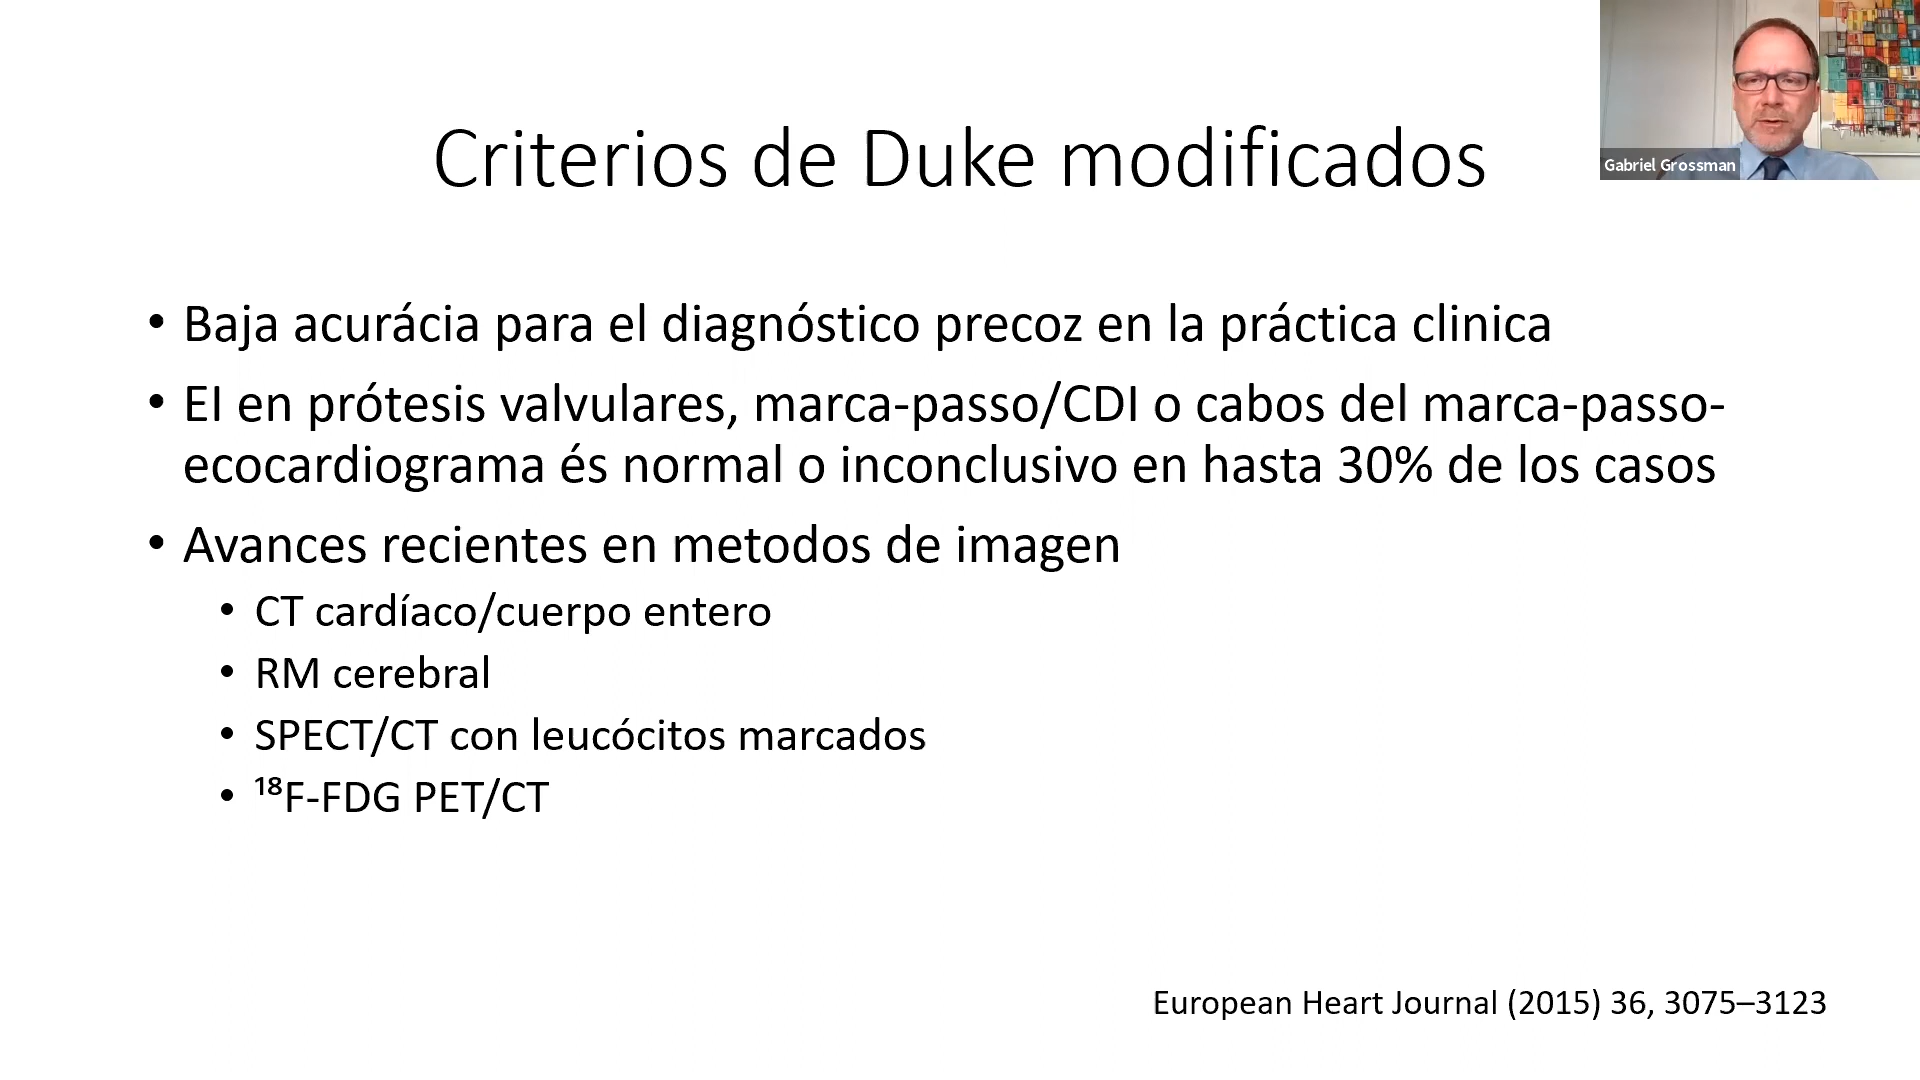 Criterios de Duke modificados
Gabriel Grossman
• Baja acurácia para el diagnóstico precoz en la práctica clinica
• EI en prótesis valvulares, marca-passo/CDI o cabos del marca-passo-
ecocardiograma és normal o inconclusivo en hasta 30% de los casos
• Avances recientes en metodos de imagen
• CT cardíaco/cuerpo entero
• RM cerebral
• SPECT/CT con leucócitos marcados
• ¹⁸F-FDG PET/CT
European Heart Journal (2015) 36, 3075–3123